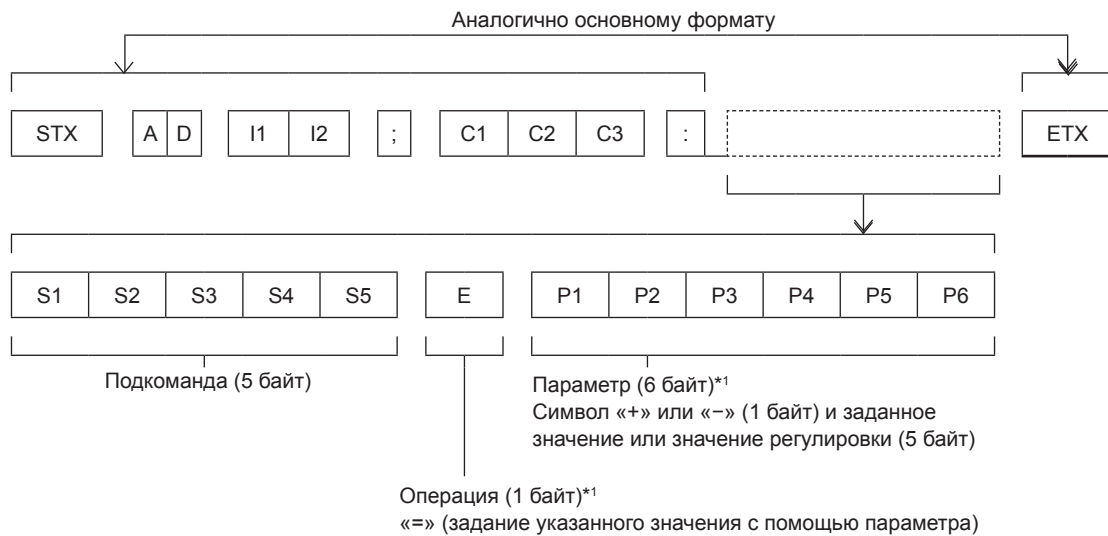 Аналогично основному формату
STX A D I1 I2 ; C1 C2 C3 : ETX
S1 S2 S3 S4 S5 E P1 P2 P3 P4 P5 P6
Подкоманда (5 байт)
Параметр (6 байт)*1
Символ «+» или «−» (1 байт) и заданное
значение или значение регулировки (5 байт)
Операция (1 байт)*1
«=» (задание указанного значения с помощью параметра)